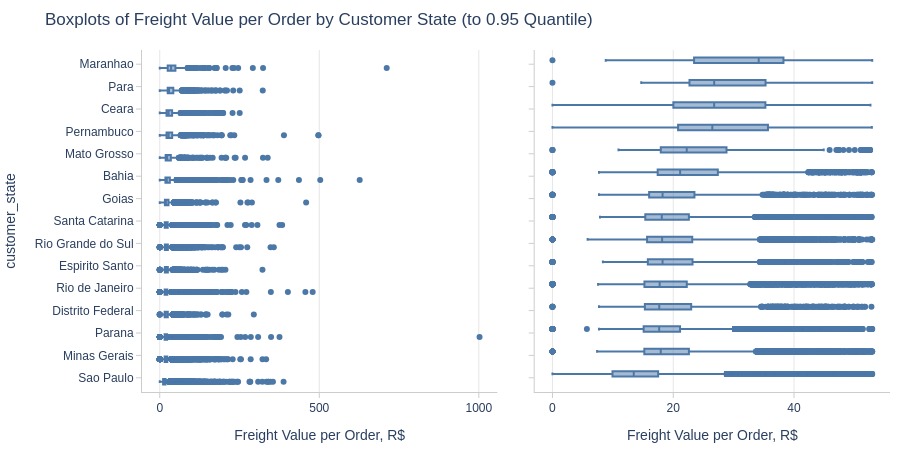 Boxplots of Freight Value per Order by Customer State (to 0.95 Quantile)
customer_state
Maranhao
Para
Ceara
Pernambuco
Mato Grosso
Bahia
Goias
Santa Catarina
Rio Grande do Sul
Espirito Santo
Rio de Janeiro
Distrito Federal
Parana
Minas Gerais
Sao Paulo
0 500 1000
Freight Value per Order, R$
0 20 40
Freight Value per Order, R$